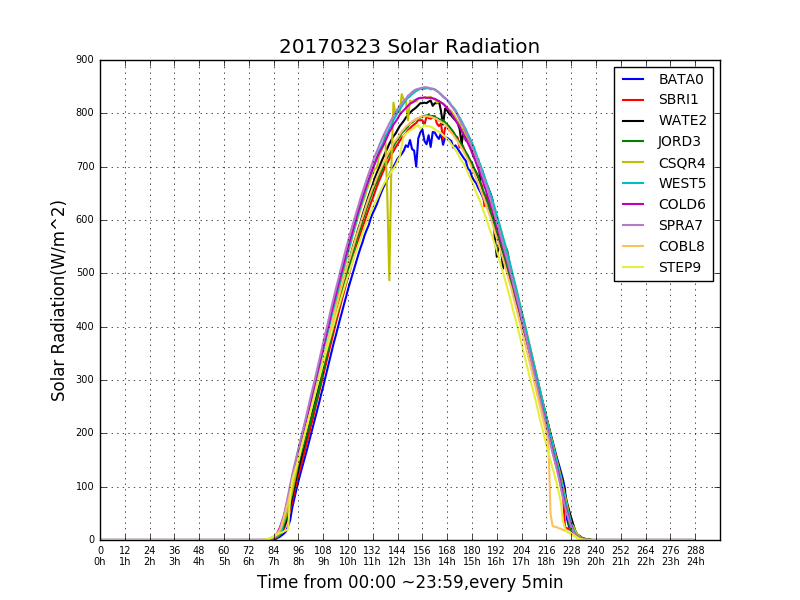 20170323 Solar Radiation
900
800
700
600
500
400
300
200
100
0
Solar Radiation(W/m^2)
BATA0
SBRI1
WATE2
JORD3
CSQR4
WEST5
COLD6
SPRA7
COBL8
STEP9
0 12 24 36 48 60 72 84 96 108 120 132 144 156 168 180 192 204 216 228 240 252 264 276 288
0h 1h 2h 3h 4h 5h 6h 7h 8h 9h 10h 11h 12h 13h 14h 15h 16h 17h 18h 19h 20h 21h 22h 23h 24h
Time from 00:00 ~23:59,every 5min